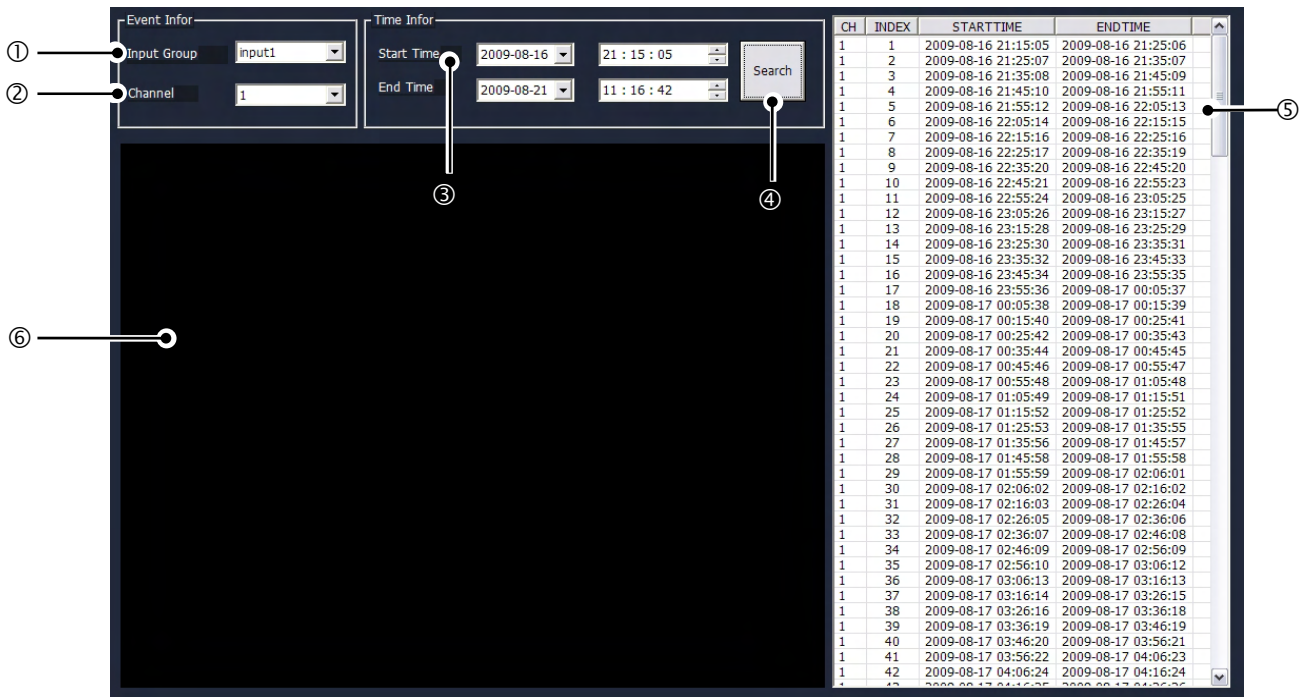 Event Infor
Time Infor
① Input Group input1
② Channel 1
Start Time 2009-08-16 21 : 15 : 05
End Time 2009-08-21 11 : 16 : 42
Search
③
④
⑤
⑥
CH INDEX STARTTIME ENDTIME
1 1 2009-08-16 21:15:05 2009-08-16 21:25:06
1 2 2009-08-16 21:25:07 2009-08-16 21:35:07
1 3 2009-08-16 21:35:08 2009-08-16 21:45:09
1 4 2009-08-16 21:45:10 2009-08-16 21:55:11
1 5 2009-08-16 21:55:12 2009-08-16 22:05:13
1 6 2009-08-16 22:05:14 2009-08-16 22:15:15
1 7 2009-08-16 22:15:16 2009-08-16 22:25:16
1 8 2009-08-16 22:25:17 2009-08-16 22:35:19
1 9 2009-08-16 22:35:20 2009-08-16 22:45:20
1 10 2009-08-16 22:45:21 2009-08-16 22:55:23
1 11 2009-08-16 22:55:24 2009-08-16 23:05:25
1 12 2009-08-16 23:05:26 2009-08-16 23:15:27
1 13 2009-08-16 23:15:28 2009-08-16 23:25:29
1 14 2009-08-16 23:25:30 2009-08-16 23:35:31
1 15 2009-08-16 23:35:32 2009-08-16 23:45:33
1 16 2009-08-16 23:45:34 2009-08-16 23:55:35
1 17 2009-08-16 23:55:36 2009-08-17 00:05:37
1 18 2009-08-17 00:05:38 2009-08-17 00:15:39
1 19 2009-08-17 00:15:40 2009-08-17 00:25:41
1 20 2009-08-17 00:25:42 2009-08-17 00:35:43
1 21 2009-08-17 00:35:44 2009-08-17 00:45:45
1 22 2009-08-17 00:45:46 2009-08-17 00:55:47
1 23 2009-08-17 00:55:48 2009-08-17 01:05:48
1 24 2009-08-17 01:05:49 2009-08-17 01:15:51
1 25 2009-08-17 01:15:52 2009-08-17 01:25:52
1 26 2009-08-17 01:25:53 2009-08-17 01:35:55
1 27 2009-08-17 01:35:56 2009-08-17 01:45:57
1 28 2009-08-17 01:45:58 2009-08-17 01:55:58
1 29 2009-08-17 01:55:59 2009-08-17 02:06:01
1 30 2009-08-17 02:06:02 2009-08-17 02:16:02
1 31 2009-08-17 02:16:03 2009-08-17 02:26:04
1 32 2009-08-17 02:26:05 2009-08-17 02:36:06
1 33 2009-08-17 02:36:07 2009-08-17 02:46:08
1 34 2009-08-17 02:46:09 2009-08-17 02:56:09
1 35 2009-08-17 02:56:10 2009-08-17 03:06:12
1 36 2009-08-17 03:06:13 2009-08-17 03:16:13
1 37 2009-08-17 03:16:14 2009-08-17 03:26:15
1 38 2009-08-17 03:26:16 2009-08-17 03:36:18
1 39 2009-08-17 03:36:19 2009-08-17 03:46:19
1 40 2009-08-17 03:46:20 2009-08-17 03:56:21
1 41 2009-08-17 03:56:22 2009-08-17 04:06:23
1 42 2009-08-17 04:06:24 2009-08-17 04:16:24